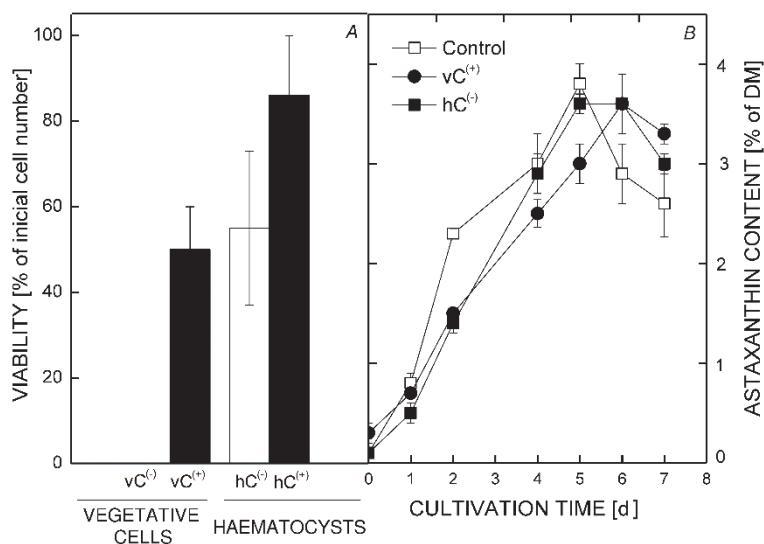 A
B
VIABILITY [% of inicial cell number]
100
80
60
40
20
0
vC(-) vC(+) hC(-) hC(+)
VEGETATIVE CELLS
HAEMATOCYSTS
Control
vC(+)
hC(-)
0 1 2 3 4 5 6 7 8
CULTIVATION TIME [d]
4
3
2
1
0
ASTAXANTHIN CONTENT [% of DM]